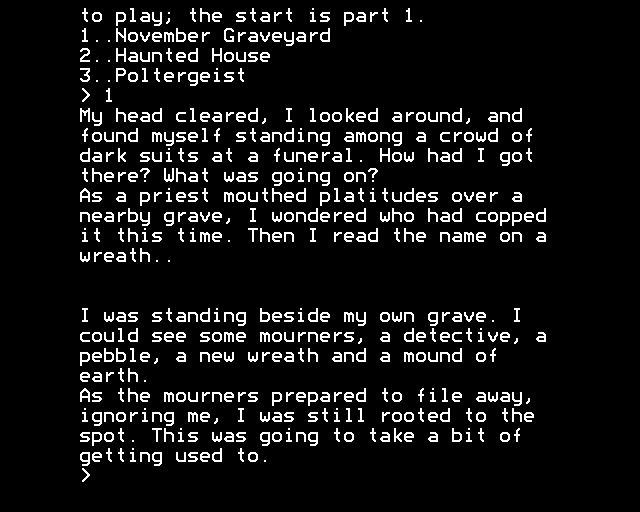 to play; the start is part 1.
1..November Graveyard
2..Haunted House
3..Poltergeist
> 1
My head cleared, I looked around, and
found myself standing among a crowd of
dark suits at a funeral. How had I got
there? What was going on?
As a priest mouthed platitudes over a
nearby grave, I wondered who had copped
it this time. Then I read the name on a
wreath..
I was standing beside my own grave. I
could see some mourners, a detective, a
pebble, a new wreath and a mound of
earth.
As the mourners prepared to file away,
ignoring me, I was still rooted to the
spot. This was going to take a bit of
getting used to.
>